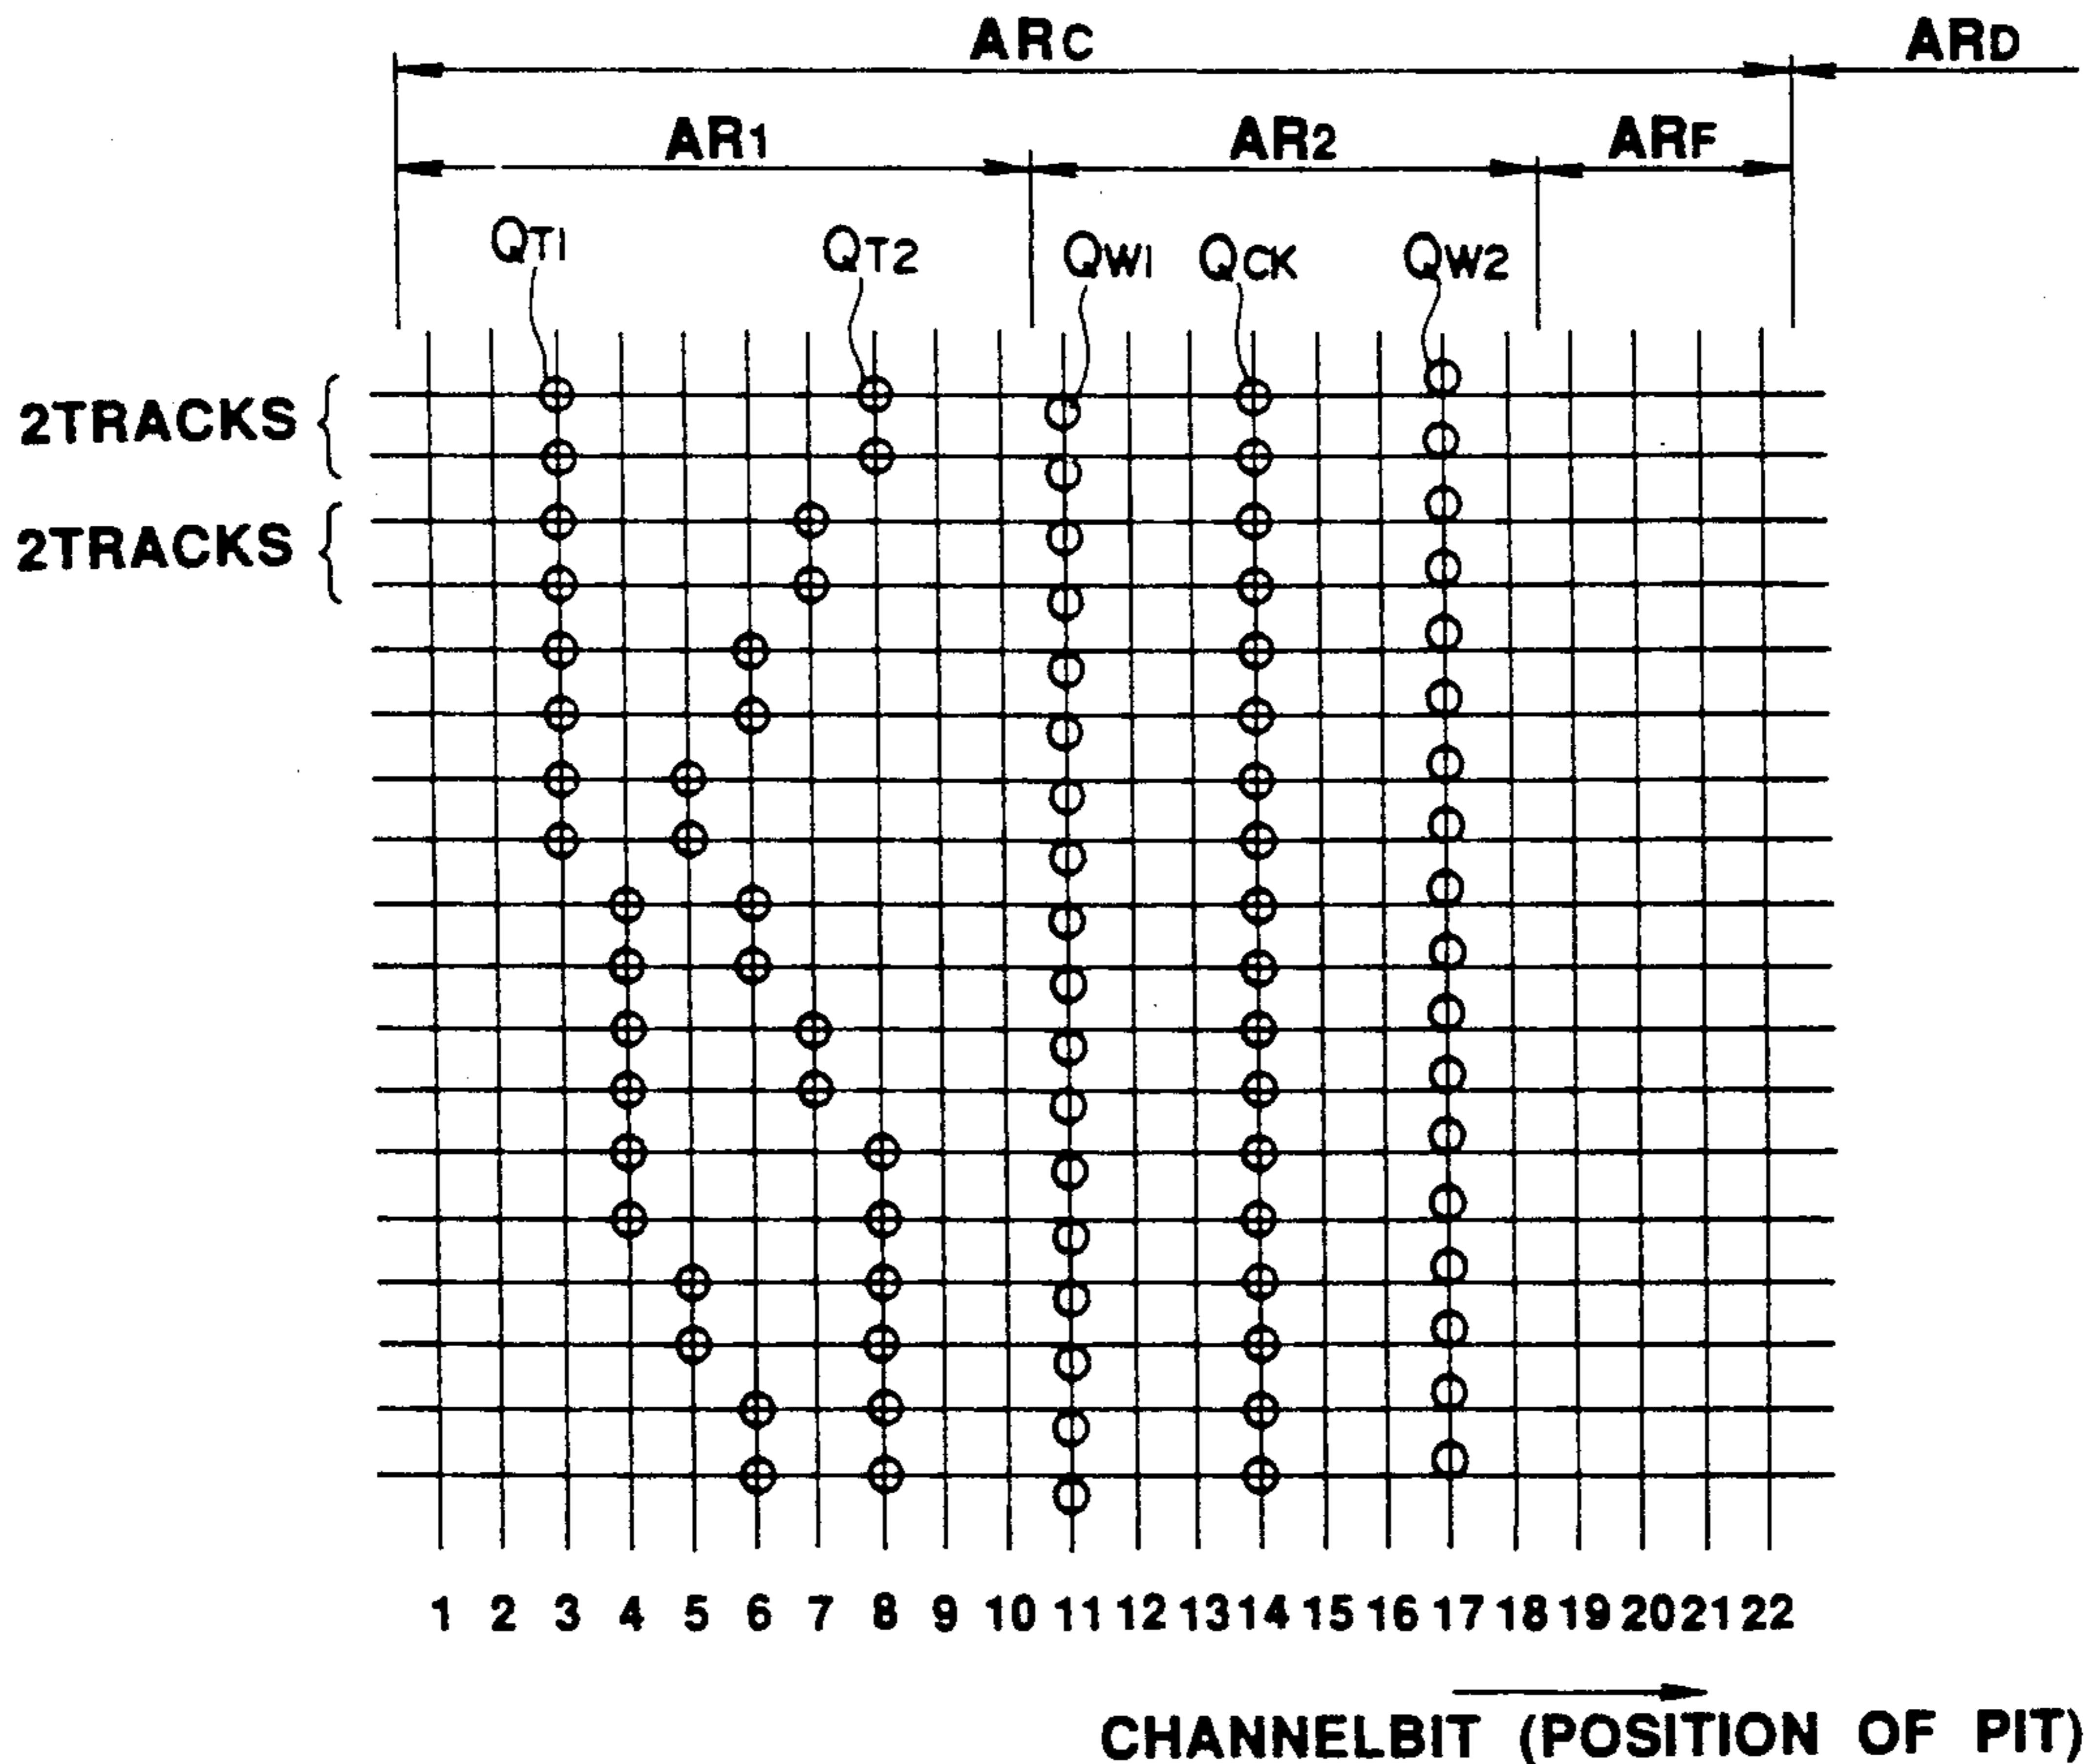 ARC ARD
AR1 AR2 ARF
QT1 QT2 QW1 QCK QW2
2TRACKS {
2TRACKS {
1 2 3 4 5 6 7 8 9 10 11 12 13 14 15 16 17 18 19 20 21 22
CHANNELBIT (POSITION OF PIT)